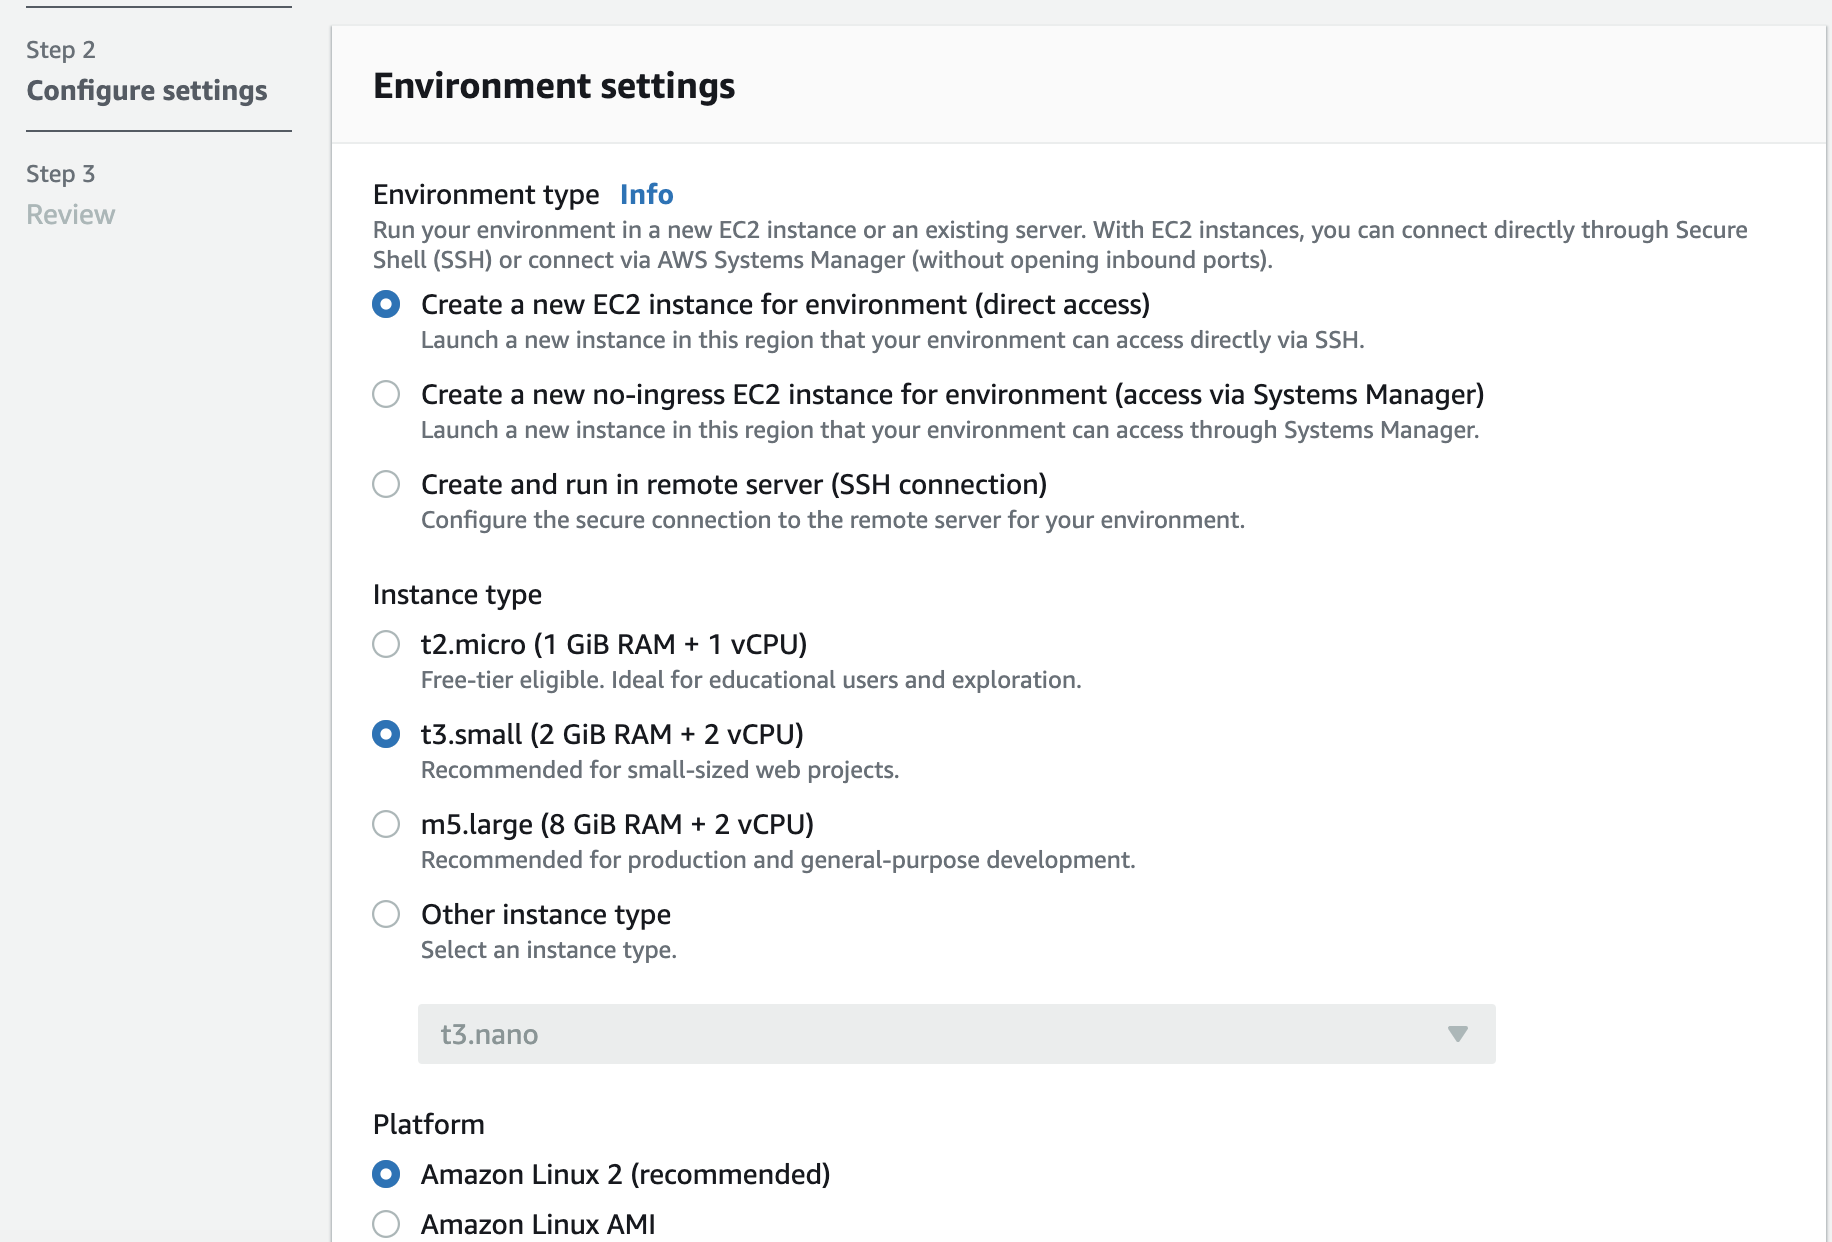 Step 2
Configure settings
Step 3
Review
Environment settings
Environment type Info
Run your environment in a new EC2 instance or an existing server. With EC2 instances, you can connect directly through Secure
Shell (SSH) or connect via AWS Systems Manager (without opening inbound ports).
Create a new EC2 instance for environment (direct access)
Launch a new instance in this region that your environment can access directly via SSH.
Create a new no-ingress EC2 instance for environment (access via Systems Manager)
Launch a new instance in this region that your environment can access through Systems Manager.
Create and run in remote server (SSH connection)
Configure the secure connection to the remote server for your environment.
Instance type
t2.micro (1 GiB RAM + 1 vCPU)
Free-tier eligible. Ideal for educational users and exploration.
t3.small (2 GiB RAM + 2 vCPU)
Recommended for small-sized web projects.
m5.large (8 GiB RAM + 2 vCPU)
Recommended for production and general-purpose development.
Other instance type
Select an instance type.
t3.nano
Platform
Amazon Linux 2 (recommended)
Amazon Linux AMI